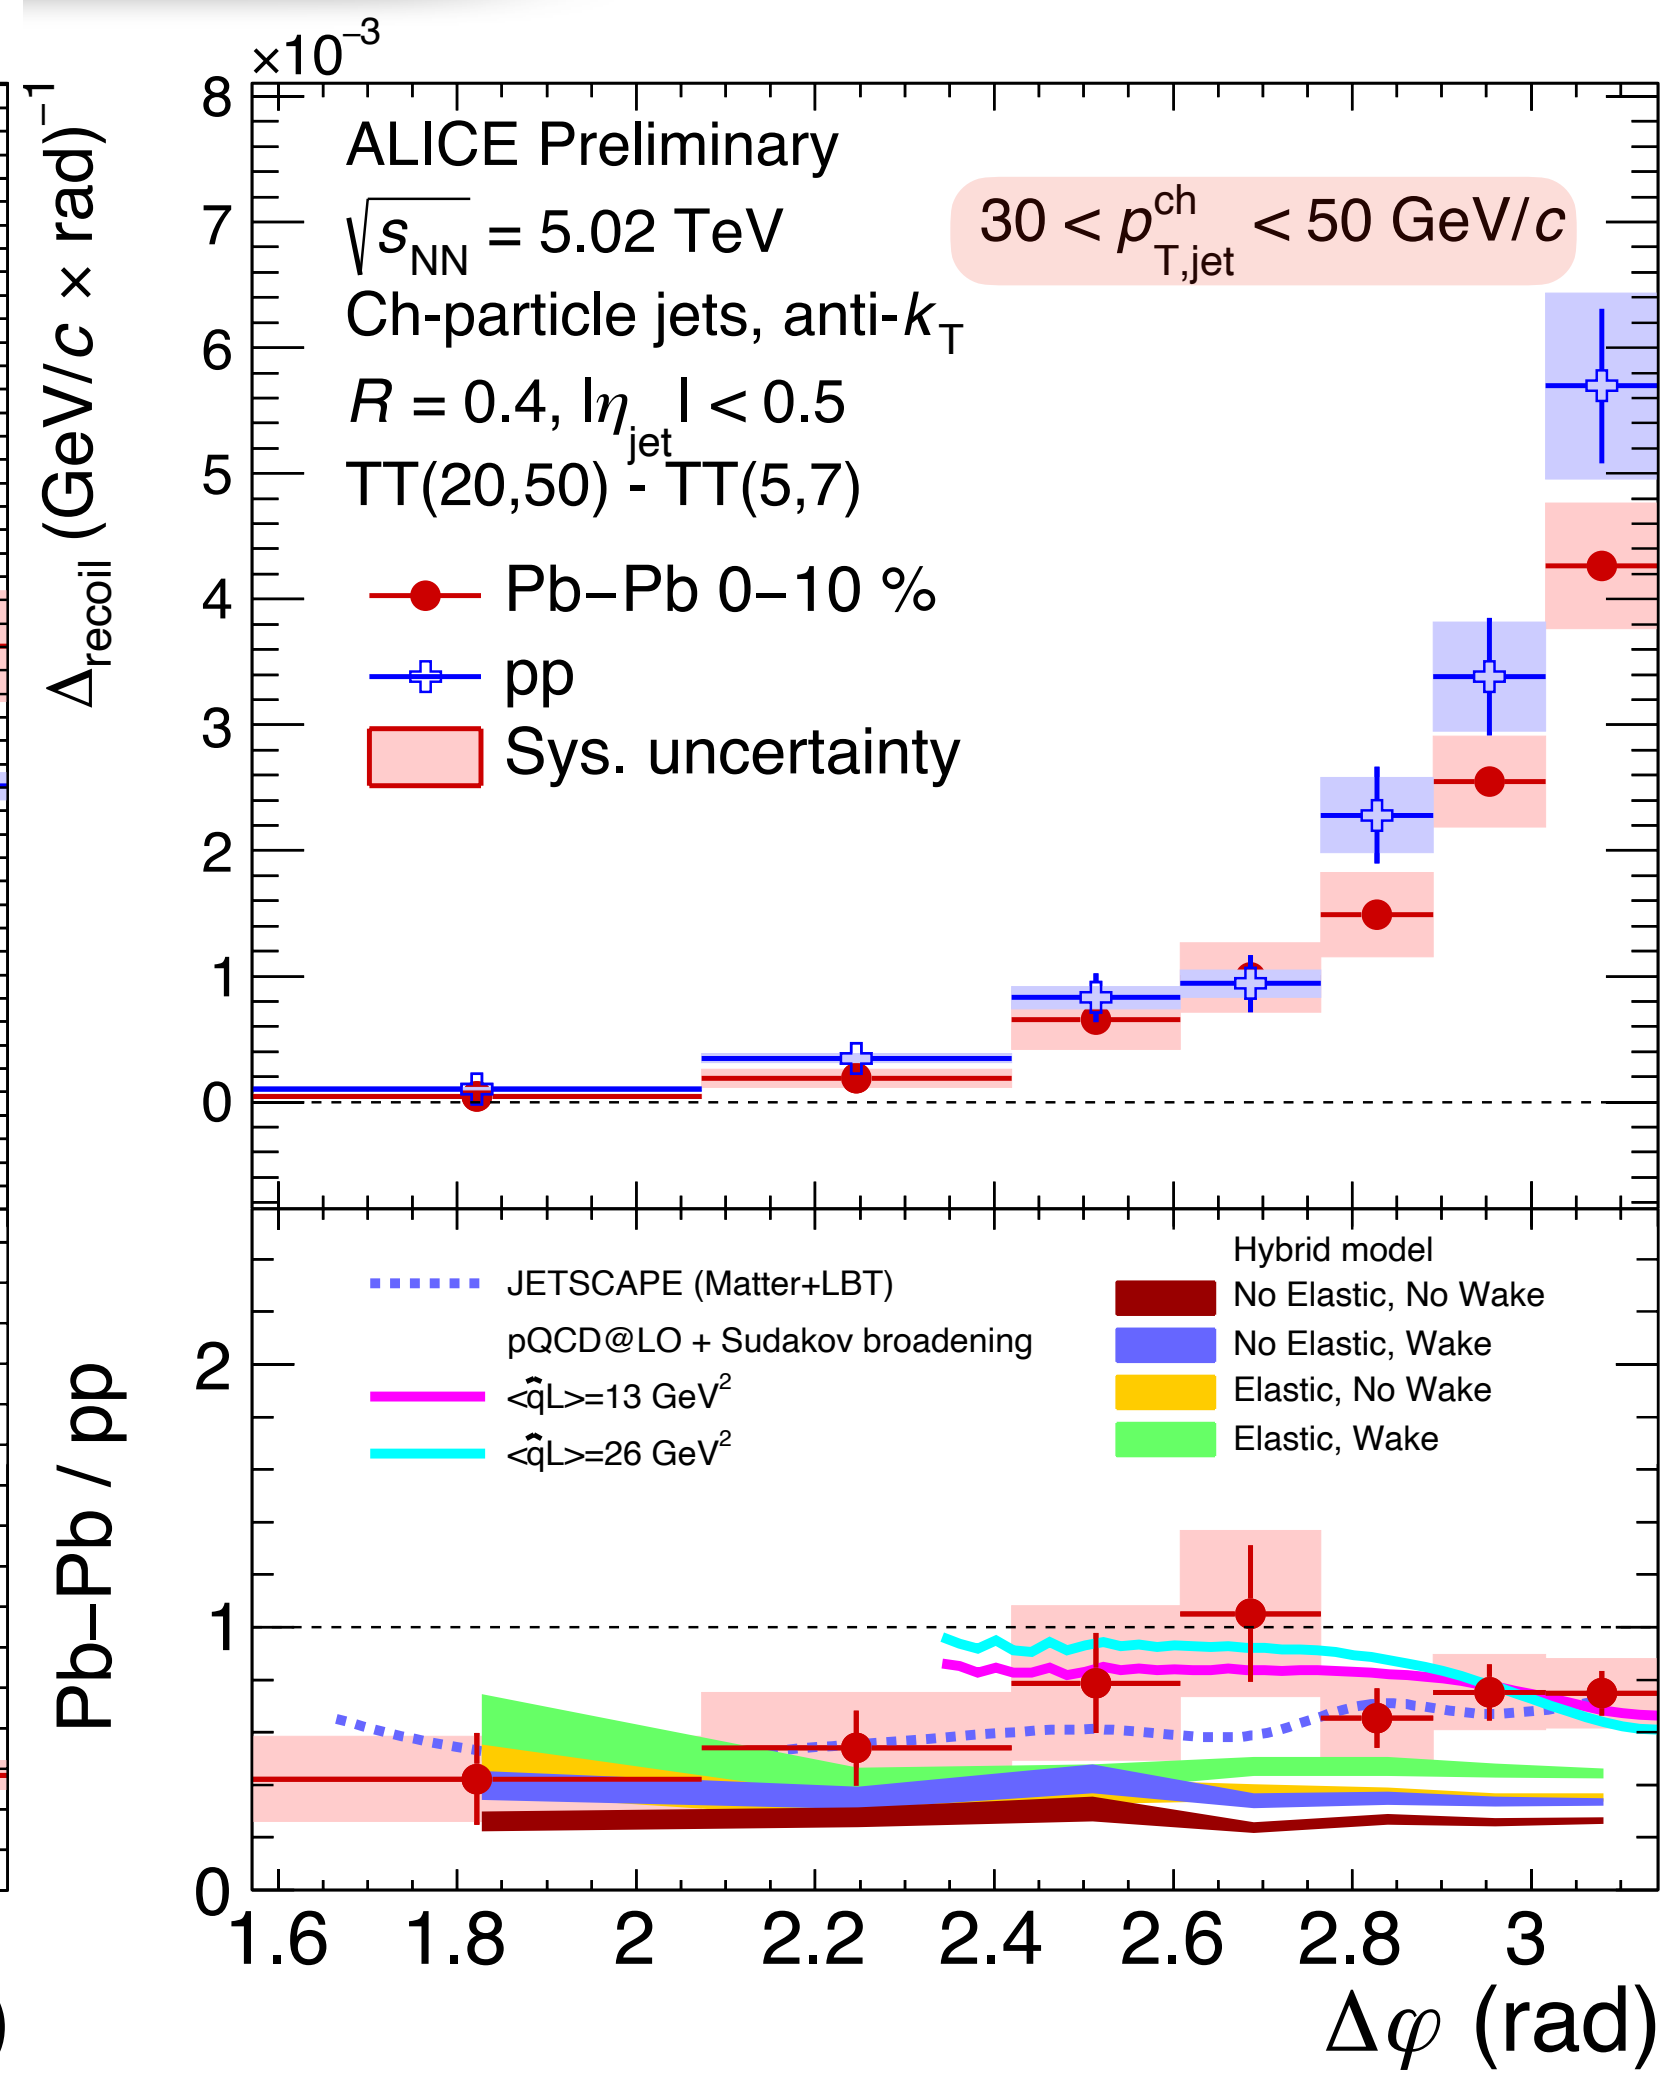 ×10⁻³
Δrecoil (GeV/c × rad)⁻¹
8
7
6
5
4
3
2
1
0
ALICE Preliminary
√sNN = 5.02 TeV
30 < p ch T,jet < 50 GeV/c
Ch-particle jets, anti-kT
R = 0.4, |ηjet| < 0.5
TT(20,50) - TT(5,7)
Pb–Pb 0–10 %
pp
Sys. uncertainty
Pb–Pb / pp
2
1
0
JETSCAPE (Matter+LBT)
pQCD@LO + Sudakov broadening
<q̂L>=13 GeV²
<q̂L>=26 GeV²
Hybrid model
No Elastic, No Wake
No Elastic, Wake
Elastic, No Wake
Elastic, Wake
1.6 1.8 2 2.2 2.4 2.6 2.8 3
Δφ (rad)
)